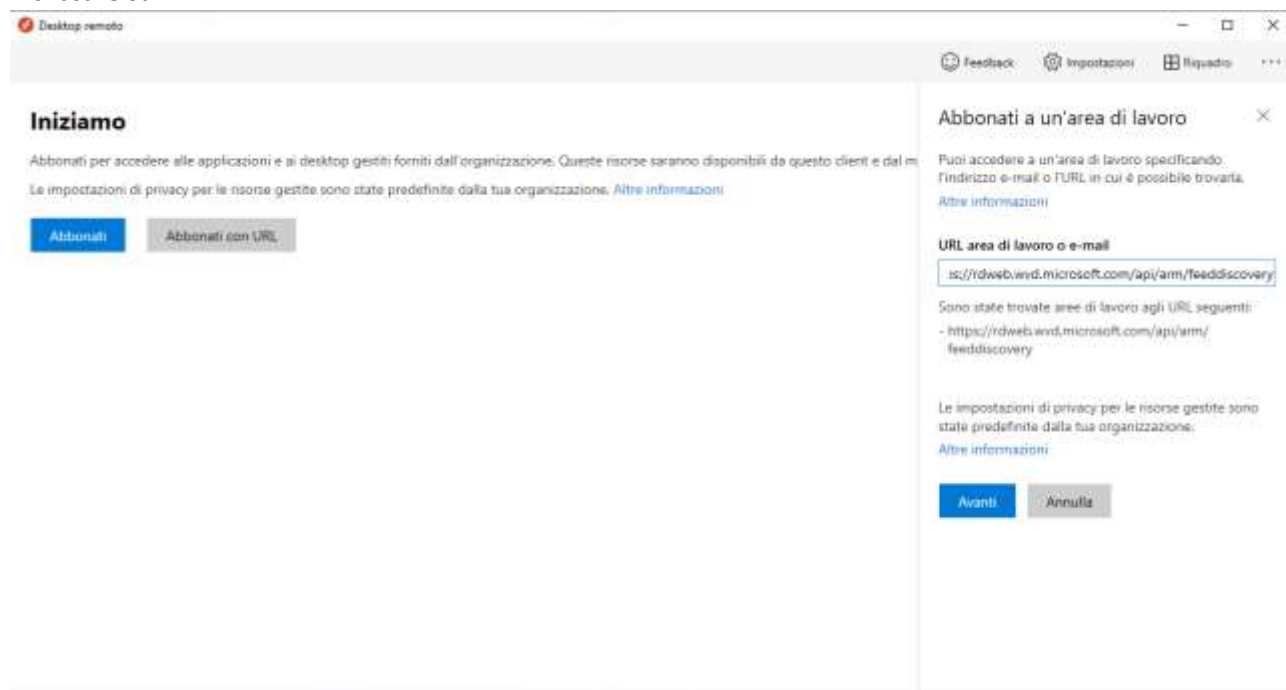 Desktop remoto
Feedback
Impostazioni
Riquadro
Iniziamo
Abbonati per accedere alle applicazioni e ai desktop gestiti forniti dall'organizzazione. Queste risorse saranno disponibili da questo client e dal m
Le impostazioni di privacy per le risorse gestite sono state predefinite dalla tua organizzazione. Altre informazioni
Abbonati
Abbonati con URL
Abbonati a un'area di lavoro
Puoi accedere a un'area di lavoro specificando
l'indirizzo e-mail o l'URL in cui è possibile trovarla.
Altre informazioni
URL area di lavoro o e-mail
is://rdweb.wvd.microsoft.com/api/arm/feeddiscovery
Sono state trovate aree di lavoro agli URL seguenti:
- https://rdweb.wvd.microsoft.com/api/arm/
feeddiscovery
Le impostazioni di privacy per le risorse gestite sono
state predefinite dalla tua organizzazione.
Altre informazioni
Avanti
Annulla